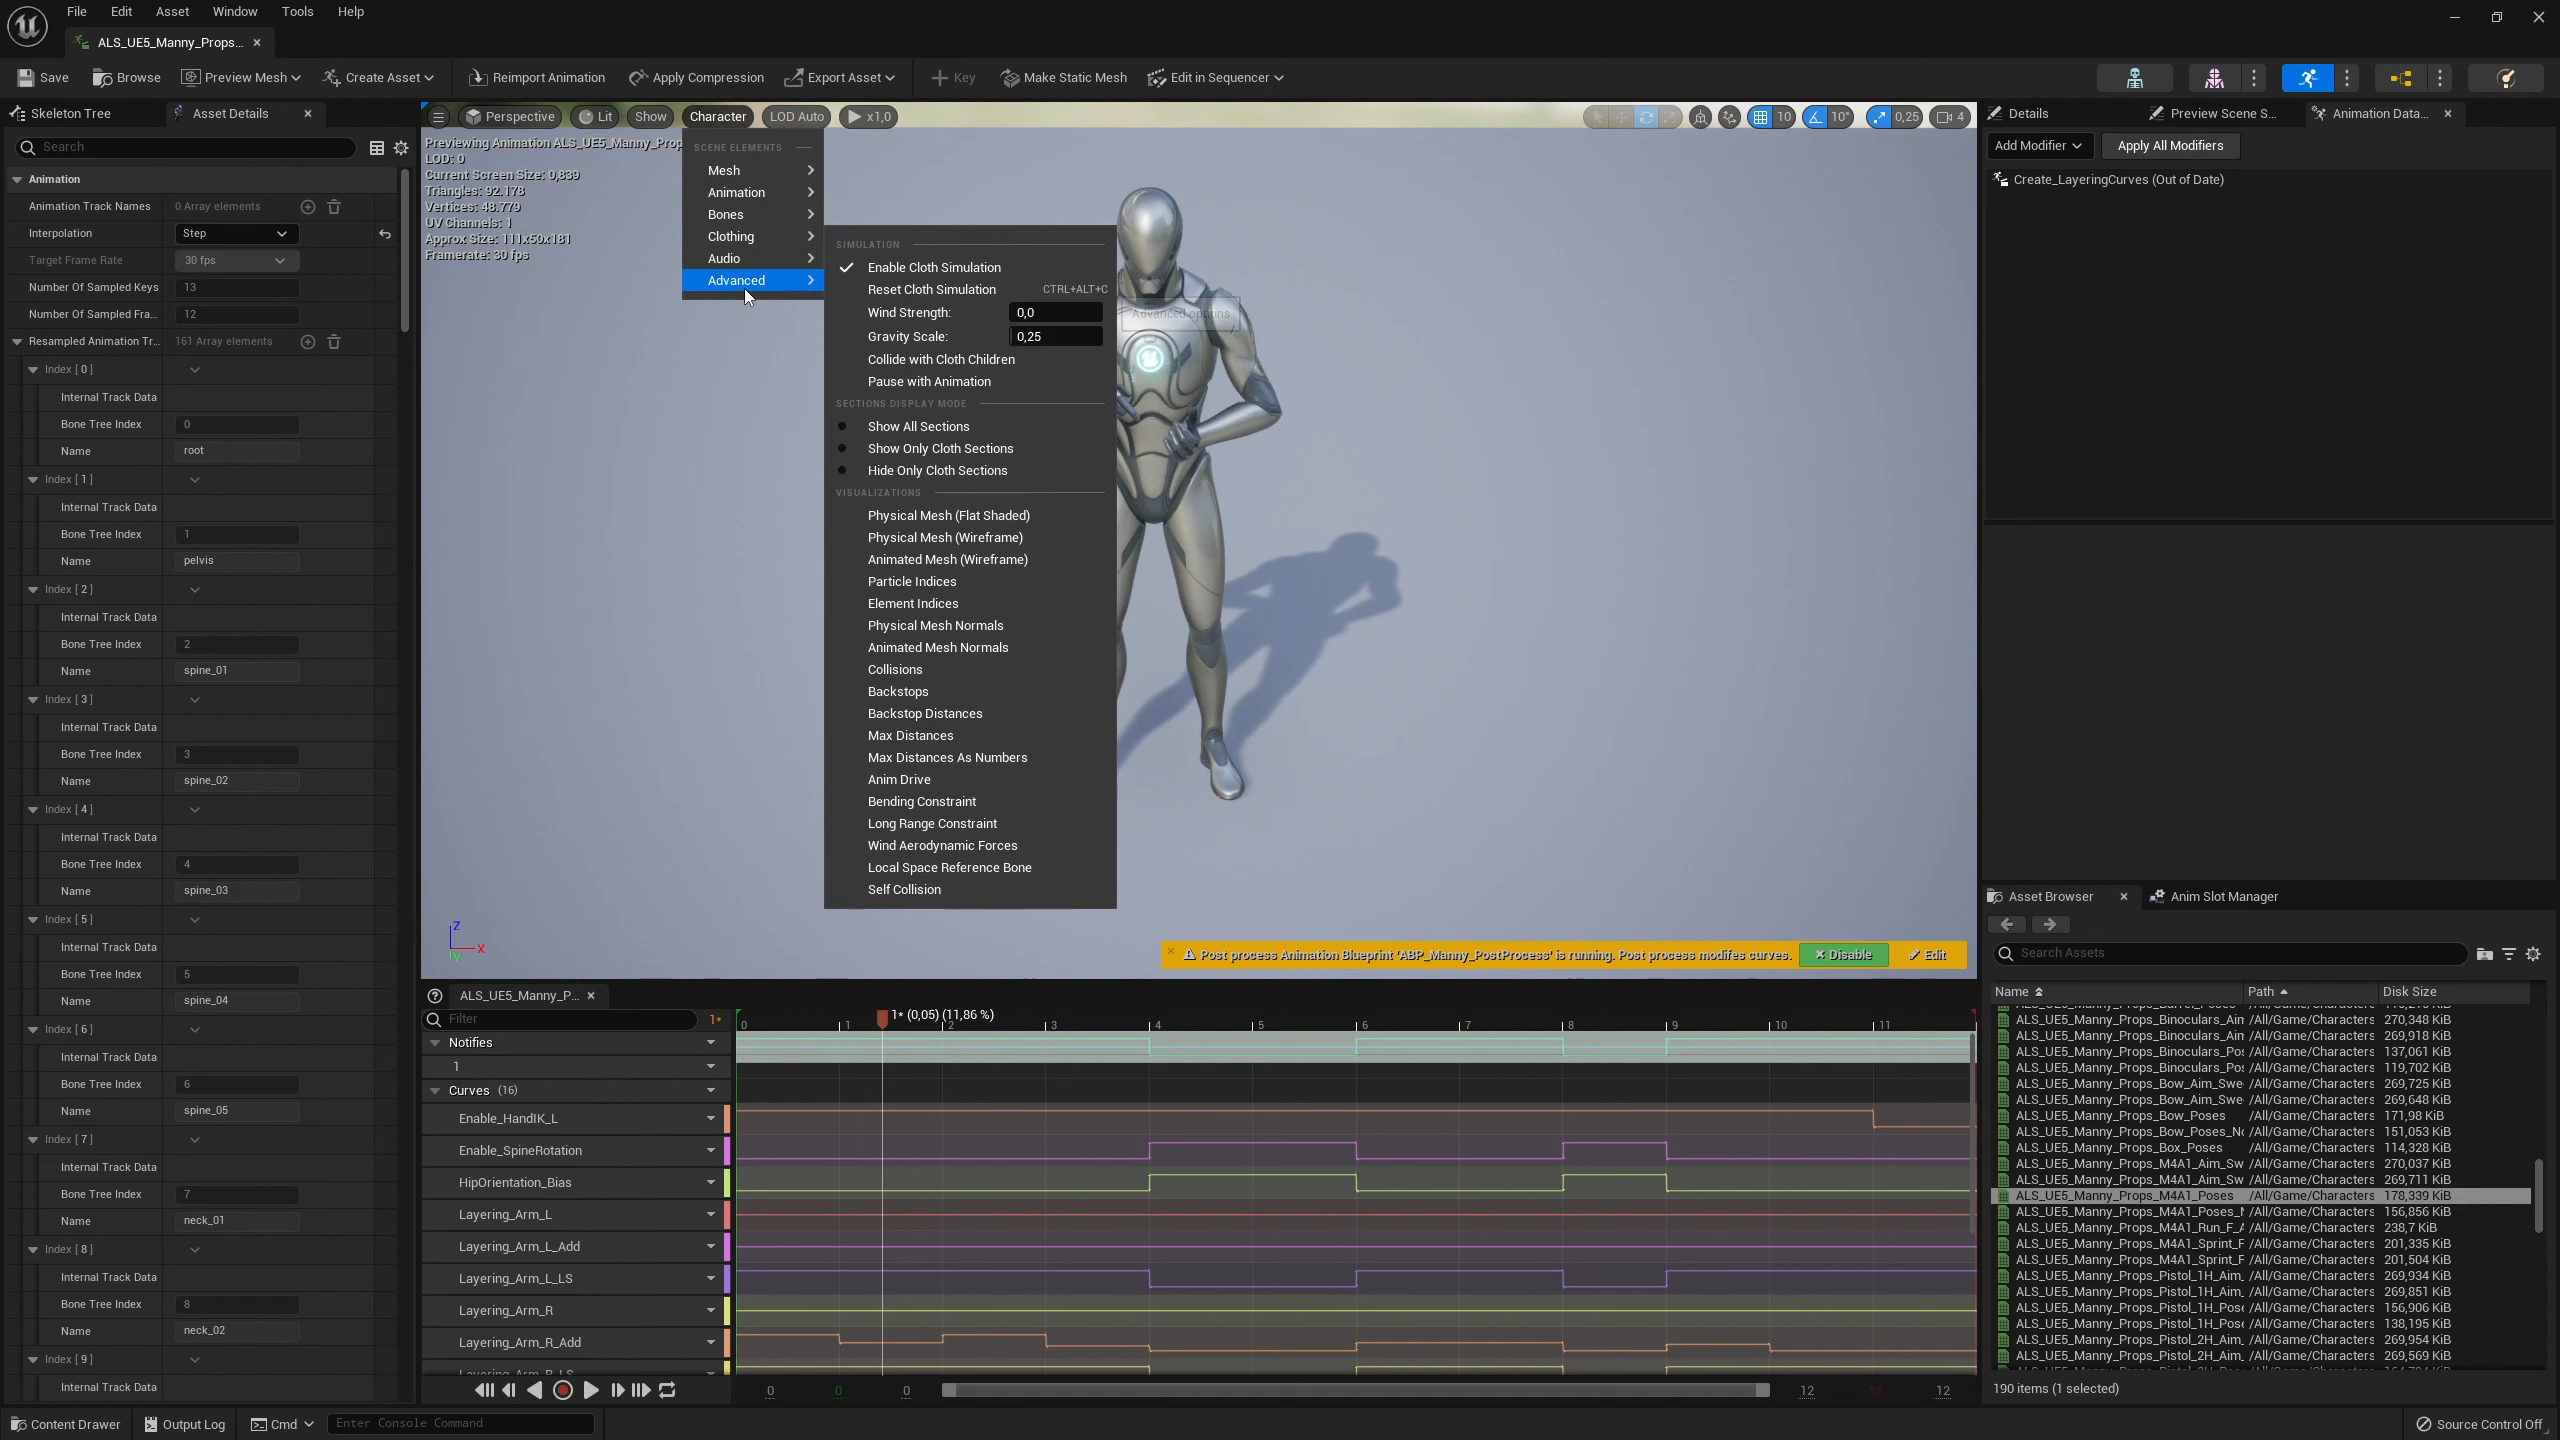 File Edit Asset Window Tools Help
ALS_UE5_Manny_Props...
Save Browse Preview Mesh Create Asset Reimport Animation Apply Compression Export Asset Key Make Static Mesh Edit in Sequencer
Skeleton Tree Asset Details
Search
Animation
Animation Track Names 0 Array elements
Interpolation Step
Target Frame Rate 30 fps
Number Of Sampled Keys 13
Number Of Sampled Fra... 12
Resampled Animation Tr... 161 Array elements
Index [ 0 ]
Internal Track Data
Bone Tree Index 0
Name root
Index [ 1 ]
Internal Track Data
Bone Tree Index 1
Name pelvis
Index [ 2 ]
Internal Track Data
Bone Tree Index 2
Name spine_01
Index [ 3 ]
Internal Track Data
Bone Tree Index 3
Name spine_02
Index [ 4 ]
Internal Track Data
Bone Tree Index 4
Name spine_03
Index [ 5 ]
Internal Track Data
Bone Tree Index 5
Name spine_04
Index [ 6 ]
Internal Track Data
Bone Tree Index 6
Name spine_05
Index [ 7 ]
Internal Track Data
Bone Tree Index 7
Name neck_01
Index [ 8 ]
Internal Track Data
Bone Tree Index 8
Name neck_02
Index [ 9 ]
Internal Track Data
Perspective Lit Show Character LOD Auto x1,0 10 10° 0,25 4
Previewing Animation ALS_UE5_Manny_Prop
LOD: 0
Current Screen Size: 0,839
Triangles: 92.178
Vertices: 48.779
UV Channels: 1
Approx Size: 111x50x181
Framerate: 30 fps
SCENE ELEMENTS
Mesh
Animation
Bones
Clothing
Audio
Advanced
SIMULATION
Enable Cloth Simulation
Reset Cloth Simulation CTRL+ALT+C
Wind Strength: 0,0
Gravity Scale: 0,25
Collide with Cloth Children
Pause with Animation
SECTIONS DISPLAY MODE
Show All Sections
Show Only Cloth Sections
Hide Only Cloth Sections
VISUALIZATIONS
Physical Mesh (Flat Shaded)
Physical Mesh (Wireframe)
Animated Mesh (Wireframe)
Particle Indices
Element Indices
Physical Mesh Normals
Animated Mesh Normals
Collisions
Backstops
Backstop Distances
Max Distances
Max Distances As Numbers
Anim Drive
Bending Constraint
Long Range Constraint
Wind Aerodynamic Forces
Local Space Reference Bone
Self Collision
Advanced options
Z
X
Y
Post process Animation Blueprint 'ABP_Manny_PostProcess' is running. Post process modifes curves. Disable Edit
ALS_UE5_Manny_P...
Filter 1*
1* (0,05) (11,86 %)
0 1 2 3 4 5 6 7 8 9 10 11
Notifies
1
Curves (16)
Enable_HandIK_L
Enable_SpineRotation
HipOrientation_Bias
Layering_Arm_L
Layering_Arm_L_Add
Layering_Arm_L_LS
Layering_Arm_R
Layering_Arm_R_Add
Layering_Arm_R_LS
0 0 0 12 12
Details Preview Scene S... Animation Data...
Add Modifier Apply All Modifiers
Create_LayeringCurves (Out of Date)
Asset Browser Anim Slot Manager
Search Assets
Name Path Disk Size
ALS_UE5_Manny_Props_Binoculars_Ain /All/Game/Characters 270,348 KiB
ALS_UE5_Manny_Props_Binoculars_Ain /All/Game/Characters 269,918 KiB
ALS_UE5_Manny_Props_Binoculars_Po: /All/Game/Characters 137,061 KiB
ALS_UE5_Manny_Props_Binoculars_Po: /All/Game/Characters 119,702 KiB
ALS_UE5_Manny_Props_Bow_Aim_Swe /All/Game/Characters 269,725 KiB
ALS_UE5_Manny_Props_Bow_Aim_Swe /All/Game/Characters 269,648 KiB
ALS_UE5_Manny_Props_Bow_Poses /All/Game/Characters 171,98 KiB
ALS_UE5_Manny_Props_Bow_Poses_N /All/Game/Characters 151,053 KiB
ALS_UE5_Manny_Props_Box_Poses /All/Game/Characters 114,328 KiB
ALS_UE5_Manny_Props_M4A1_Aim_Sw /All/Game/Characters 270,037 KiB
ALS_UE5_Manny_Props_M4A1_Aim_Sw /All/Game/Characters 269,711 KiB
ALS_UE5_Manny_Props_M4A1_Poses /All/Game/Characters 178,339 KiB
ALS_UE5_Manny_Props_M4A1_Poses_N /All/Game/Characters 156,856 KiB
ALS_UE5_Manny_Props_M4A1_Run_F_A /All/Game/Characters 238,7 KiB
ALS_UE5_Manny_Props_M4A1_Sprint_F /All/Game/Characters 201,335 KiB
ALS_UE5_Manny_Props_M4A1_Sprint_F /All/Game/Characters 201,504 KiB
ALS_UE5_Manny_Props_Pistol_1H_Aim_ /All/Game/Characters 269,934 KiB
ALS_UE5_Manny_Props_Pistol_1H_Aim_ /All/Game/Characters 269,851 KiB
ALS_UE5_Manny_Props_Pistol_1H_Pose /All/Game/Characters 156,906 KiB
ALS_UE5_Manny_Props_Pistol_1H_Pose /All/Game/Characters 138,195 KiB
ALS_UE5_Manny_Props_Pistol_2H_Aim_ /All/Game/Characters 269,954 KiB
ALS_UE5_Manny_Props_Pistol_2H_Aim_ /All/Game/Characters 269,569 KiB
190 items (1 selected)
Content Drawer Output Log Cmd Enter Console Command Source Control Off